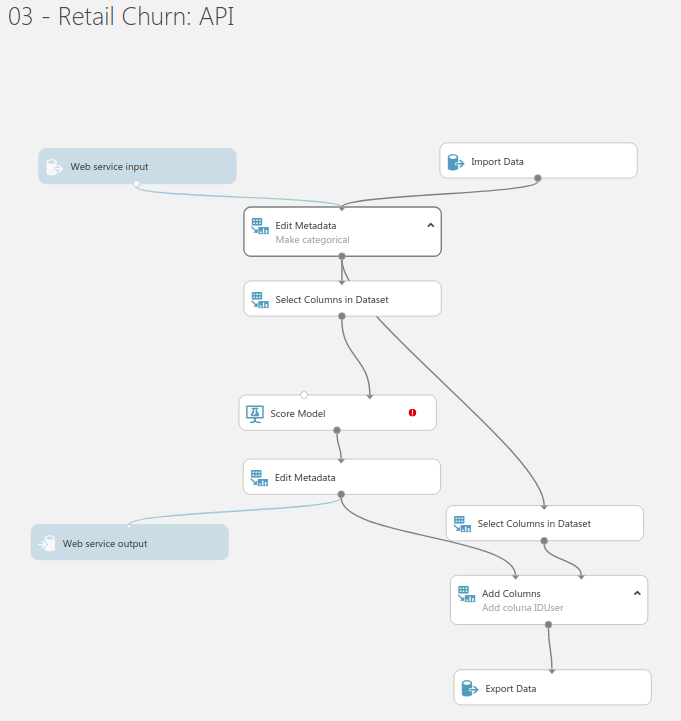 03 - Retail Churn: API
Web service input
Import Data
Edit Metadata
Make categorical
Select Columns in Dataset
Score Model
Edit Metadata
Select Columns in Dataset
Web service output
Add Columns
Add coluna IDUser
Export Data